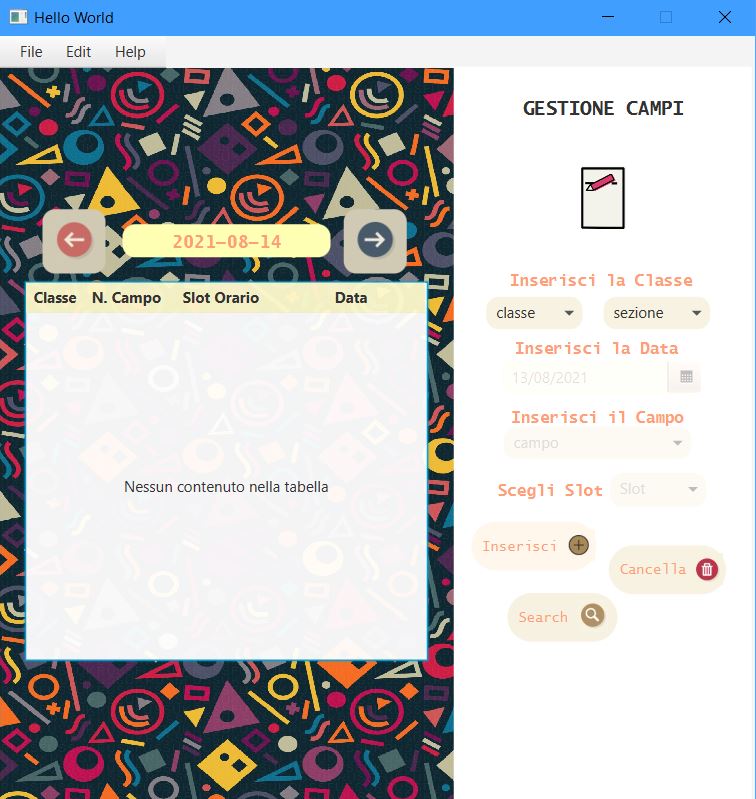 Hello World
File Edit Help
GESTIONE CAMPI
2021-08-14
Inserisci la Classe
classe sezione
Inserisci la Data
13/08/2021
Inserisci il Campo
campo
Scegli Slot Slot
Inserisci
Cancella
Search
Classe N. Campo Slot Orario Data
Nessun contenuto nella tabella